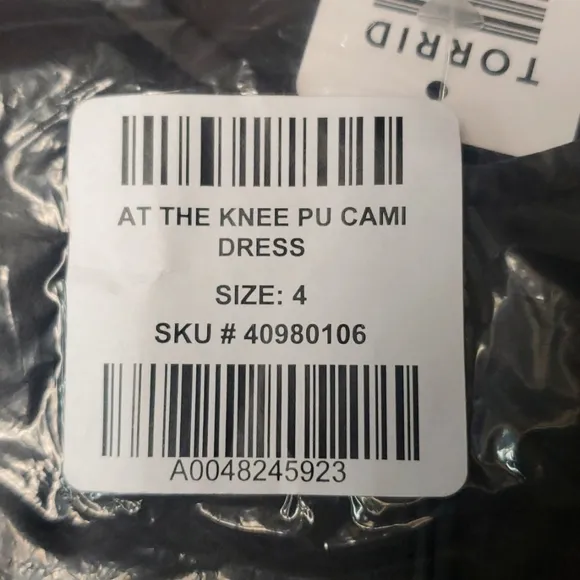 TORRID
AT THE KNEE PU CAMI
DRESS
SIZE: 4
SKU # 40980106
A0048245923